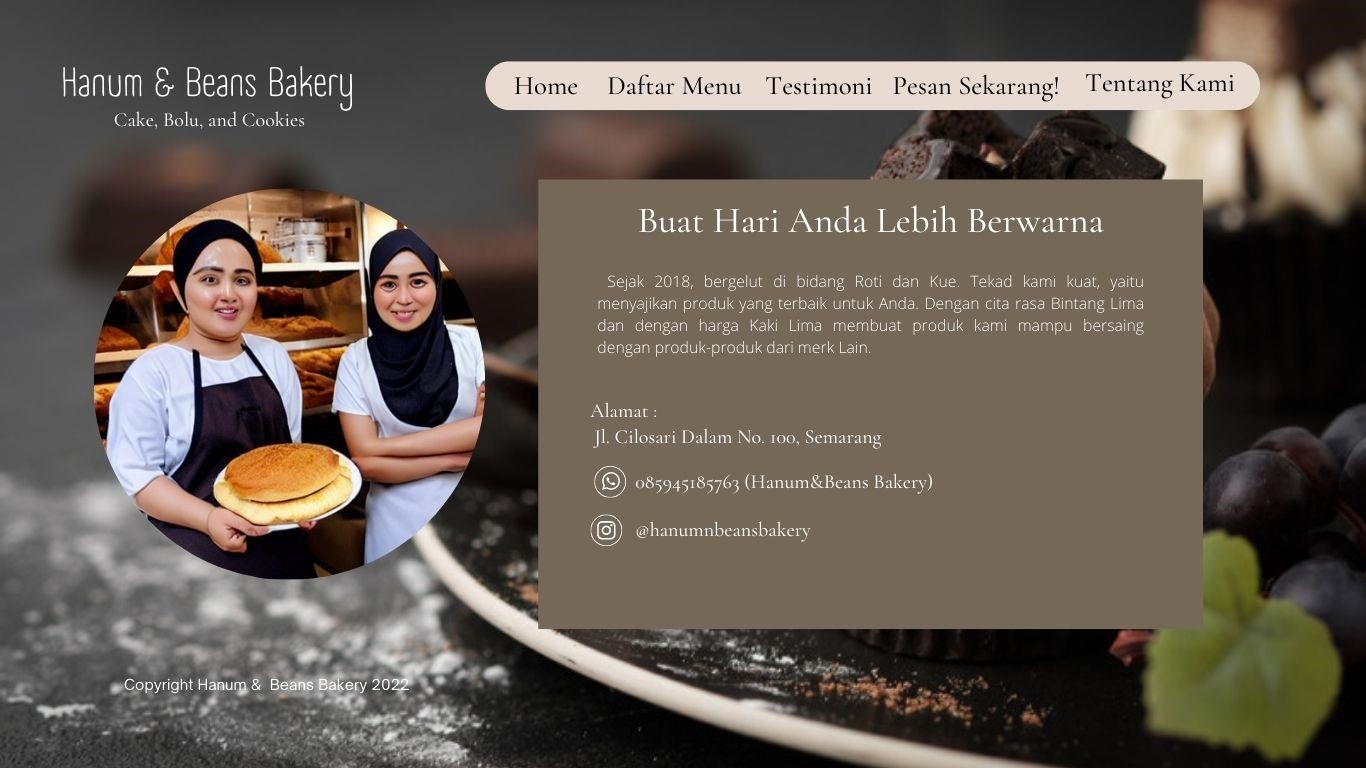 Hanum & Beans Bakery
Cake, Bolu, and Cookies
Home Daftar Menu Testimoni Pesan Sekarang! Tentang Kami
Buat Hari Anda Lebih Berwarna
Sejak 2018, bergelut di bidang Roti dan Kue. Tekad kami kuat, yaitu
menyajikan produk yang terbaik untuk Anda. Dengan cita rasa Bintang Lima
dan dengan harga Kaki Lima membuat produk kami mampu bersaing
dengan produk-produk dari merk Lain.
Alamat :
Jl. Cilosari Dalam No. 100, Semarang
085945185763 (Hanum&Beans Bakery)
@hanumnbeansbakery
Copyright Hanum & Beans Bakery 2022